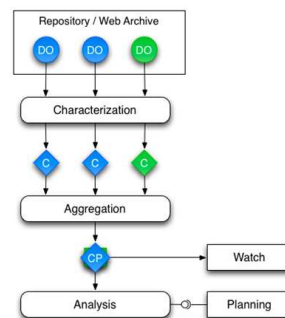 Repository / Web Archive
DO DO DO
Characterization
C C C
Aggregation
CP Watch
Analysis Planning